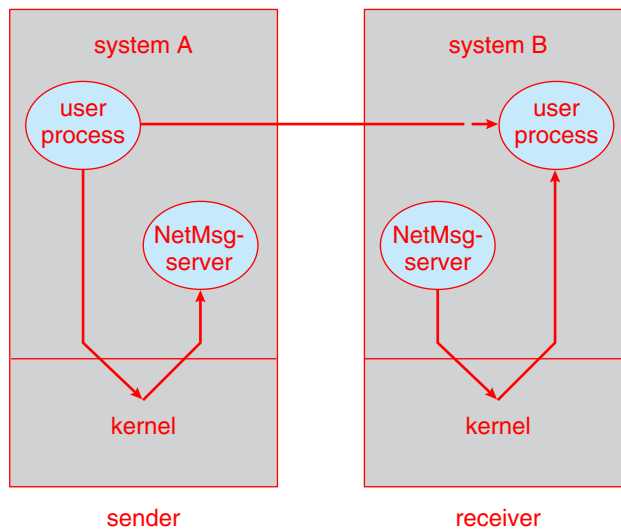 system A
system B
user
process
user
process
NetMsg-
server
NetMsg-
server
kernel
kernel
sender
receiver